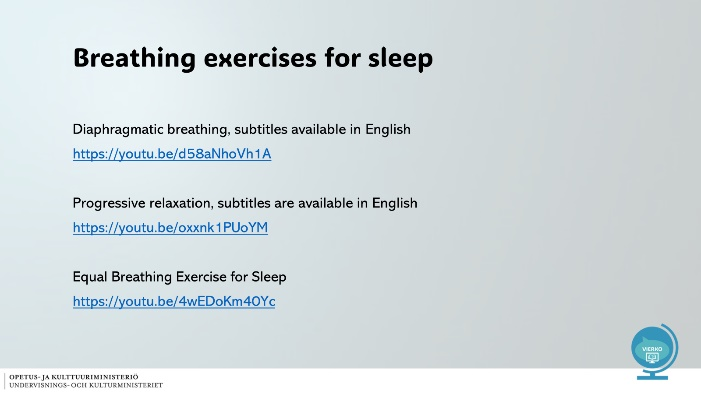 Breathing exercises for sleep
Diaphragmatic breathing, subtitles available in English
https://youtu.be/d58aNhoVh1A
Progressive relaxation, subtitles are available in English
https://youtu.be/oxxnk1PUoYM
Equal Breathing Exercise for Sleep
https://youtu.be/4wEDoKm40Yc
VIERKO
OPETUS- JA KULTTUURIMINISTERIÖ
UNDERVISNINGS- OCH KULTURMINISTERIET